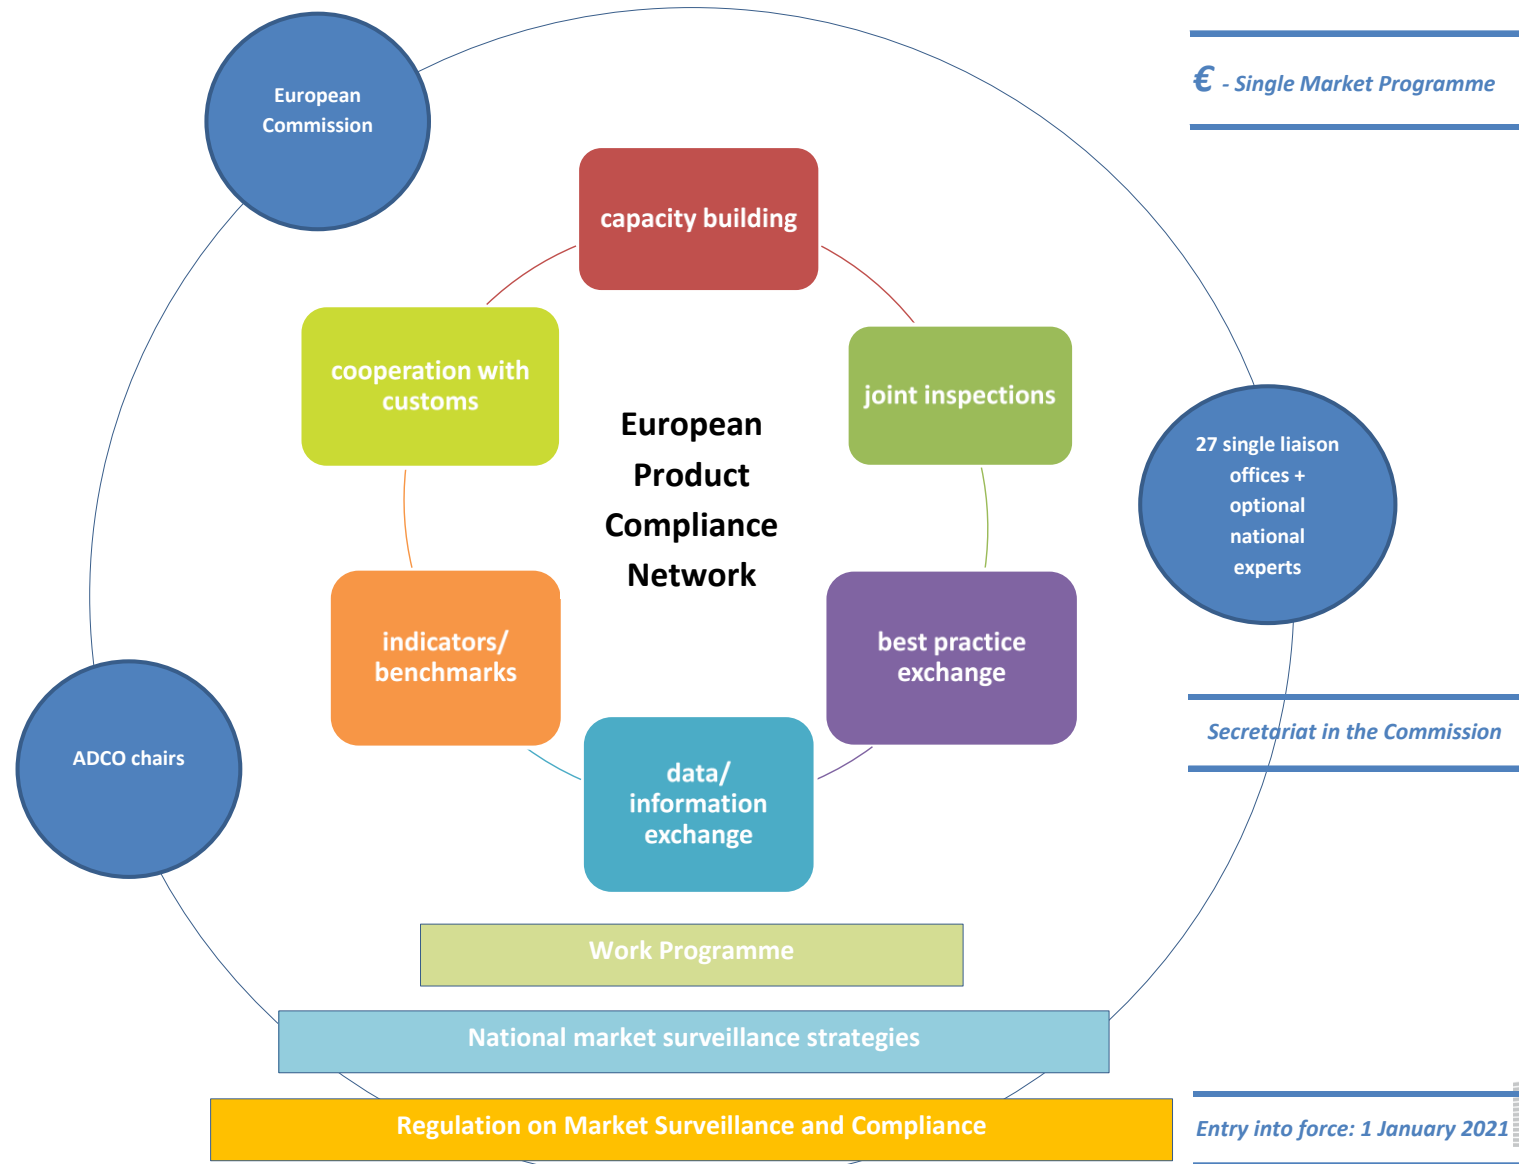 European
Commission
€ - Single Market Programme
capacity building
cooperation with
customs
joint inspections
European
Product
Compliance
Network
27 single liaison
offices +
optional
national
experts
indicators/
benchmarks
best practice
exchange
ADCO chairs
data/
information
exchange
Secretariat in the Commission
Work Programme
National market surveillance strategies
Regulation on Market Surveillance and Compliance
Entry into force: 1 January 2021